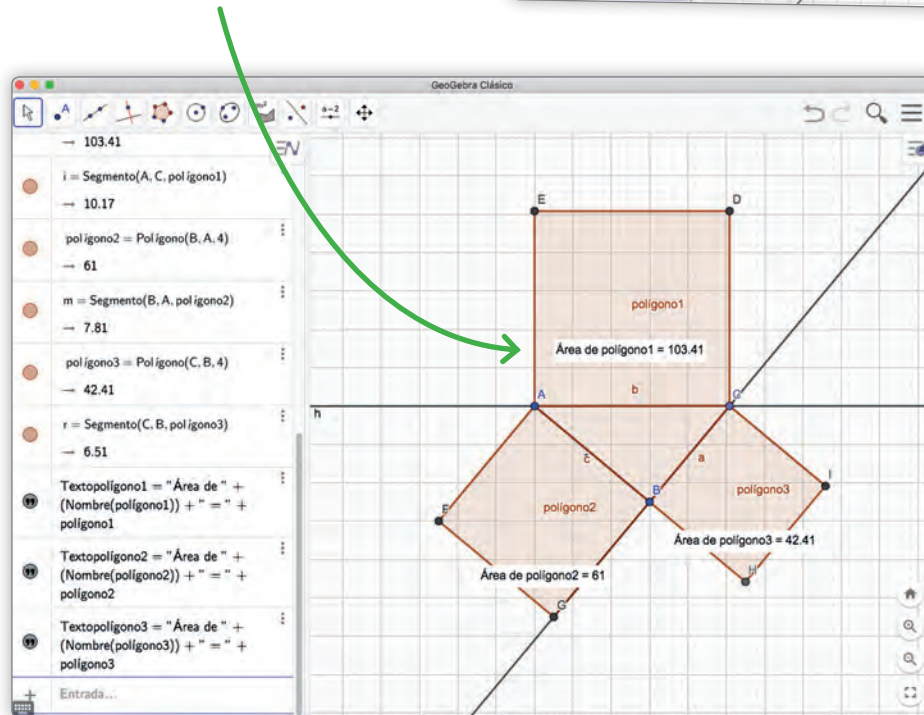 GeoGebra Clásico
→ 103.41
i = Segmento(A, C, polígono1)
→ 10.17
polígono2 = Polígono(B, A, 4)
→ 61
m = Segmento(B, A, polígono2)
→ 7.81
polígono3 = Polígono(C, B, 4)
→ 42.41
r = Segmento(C, B, polígono3)
→ 6.51
Textopolígono1 = "Área de " +
(Nombre(polígono1)) + " = " +
polígono1
Textopolígono2 = "Área de " +
(Nombre(polígono2)) + " = " +
polígono2
Textopolígono3 = "Área de " +
(Nombre(polígono3)) + " = " +
polígono3
+ Entrada...
E
D
polígono1
Área de polígono1 = 103.41
b
A
C
h
c
a
B
I
F
polígono2
polígono3
Área de polígono3 = 42.41
Área de polígono2 = 61
H
G